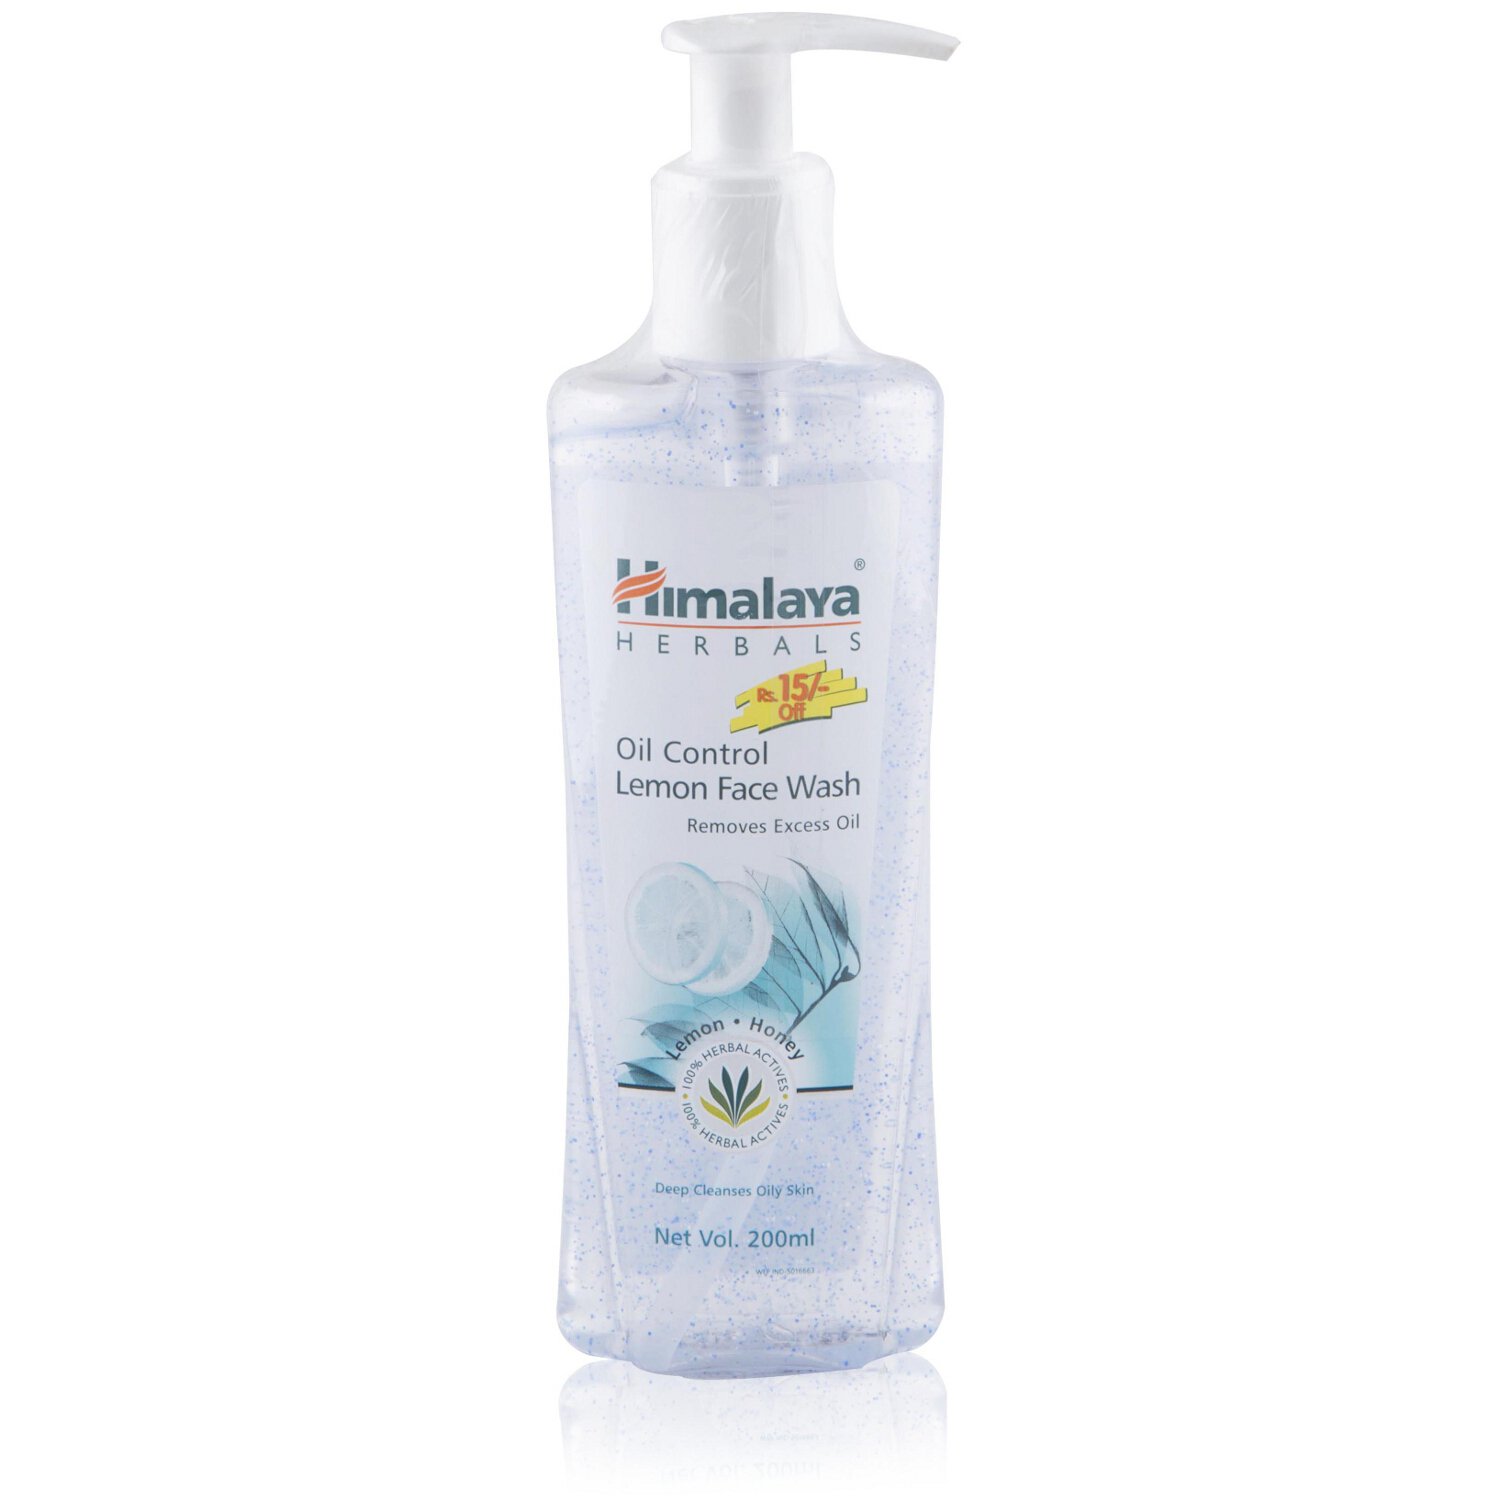 Himalaya®
HERBALS
Rs. 15/-
Off
Oil Control
Lemon Face Wash
Removes Excess Oil
Lemon • Honey
100% HERBAL ACTIVES •
100% HERBAL ACTIVES •
Deep Cleanses Oily Skin
Net Vol. 200ml